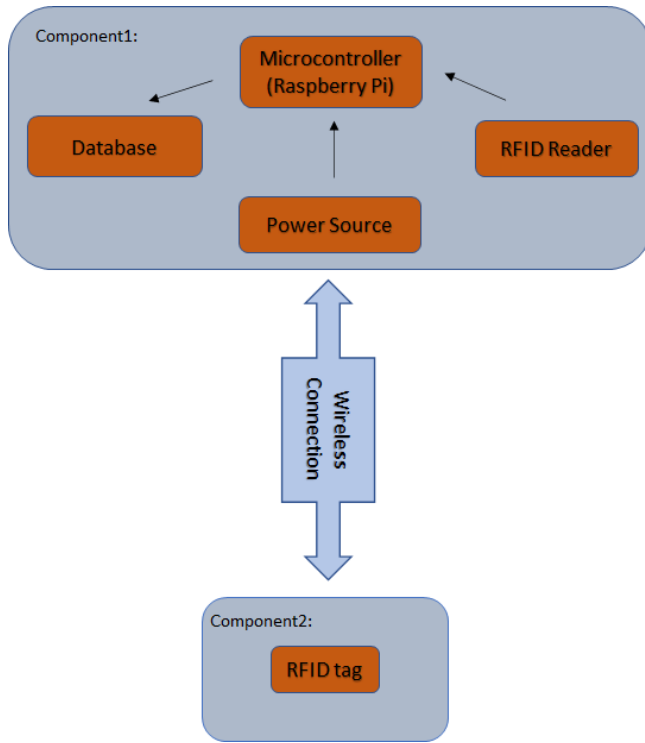 Component1:
Microcontroller
(Raspberry Pi)
Database
RFID Reader
Power Source
Wireless
Connection
Component2:
RFID tag